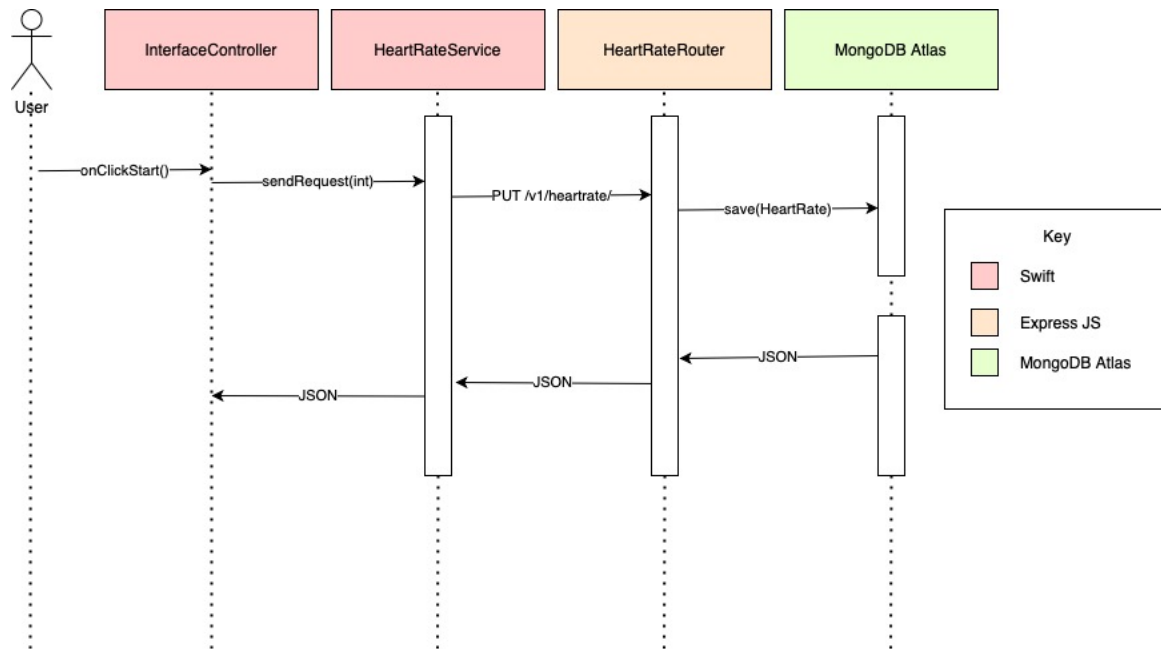 InterfaceController
HeartRateService
HeartRateRouter
MongoDB Atlas
User
onClickStart()
sendRequest(int)
PUT /v1/heartrate/
save(HeartRate)
JSON
JSON
JSON
Key
Swift
Express JS
MongoDB Atlas